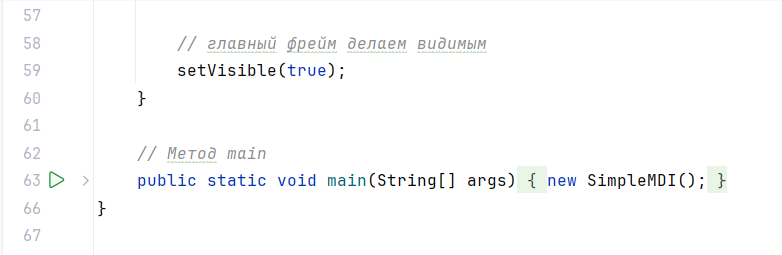 57
58 // главный фрейм делаем видимым
59 setVisible(true);
60 }
61
62 // Метод main
63 public static void main(String[] args) { new SimpleMDI(); }
66 }
67